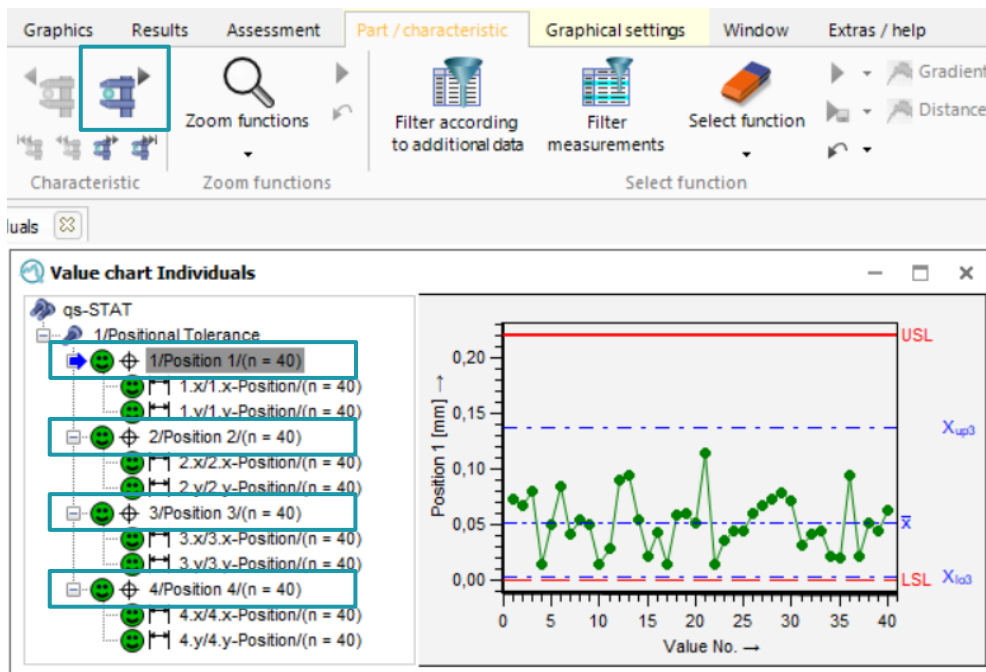 Graphics Results Assessment Part / characteristic Graphical settings Window Extras / help
Zoom functions
Filter according
to additional data
Filter
measurements
Select function
Gradient
Distance
Characteristic Zoom functions Select function
luals
Value chart Individuals
qs-STAT
1/Positional Tolerance
1/Position 1/(n = 40)
1.x/1.x-Position/(n = 40)
1.y/1.y-Position/(n = 40)
2/Position 2/(n = 40)
2.x/2.x-Position/(n = 40)
2.y/2.y-Position/(n = 40)
3/Position 3/(n = 40)
3.x/3.x-Position/(n = 40)
3.y/3.y-Position/(n = 40)
4/Position 4/(n = 40)
4.x/4.x-Position/(n = 40)
4.y/4.y-Position/(n = 40)
Position 1 [mm] →
0,20
0,15
0,10
0,05
0,00
USL
Xup3
x̄
LSL
Xlo3
0 5 10 15 20 25 30 35 40
Value No. →